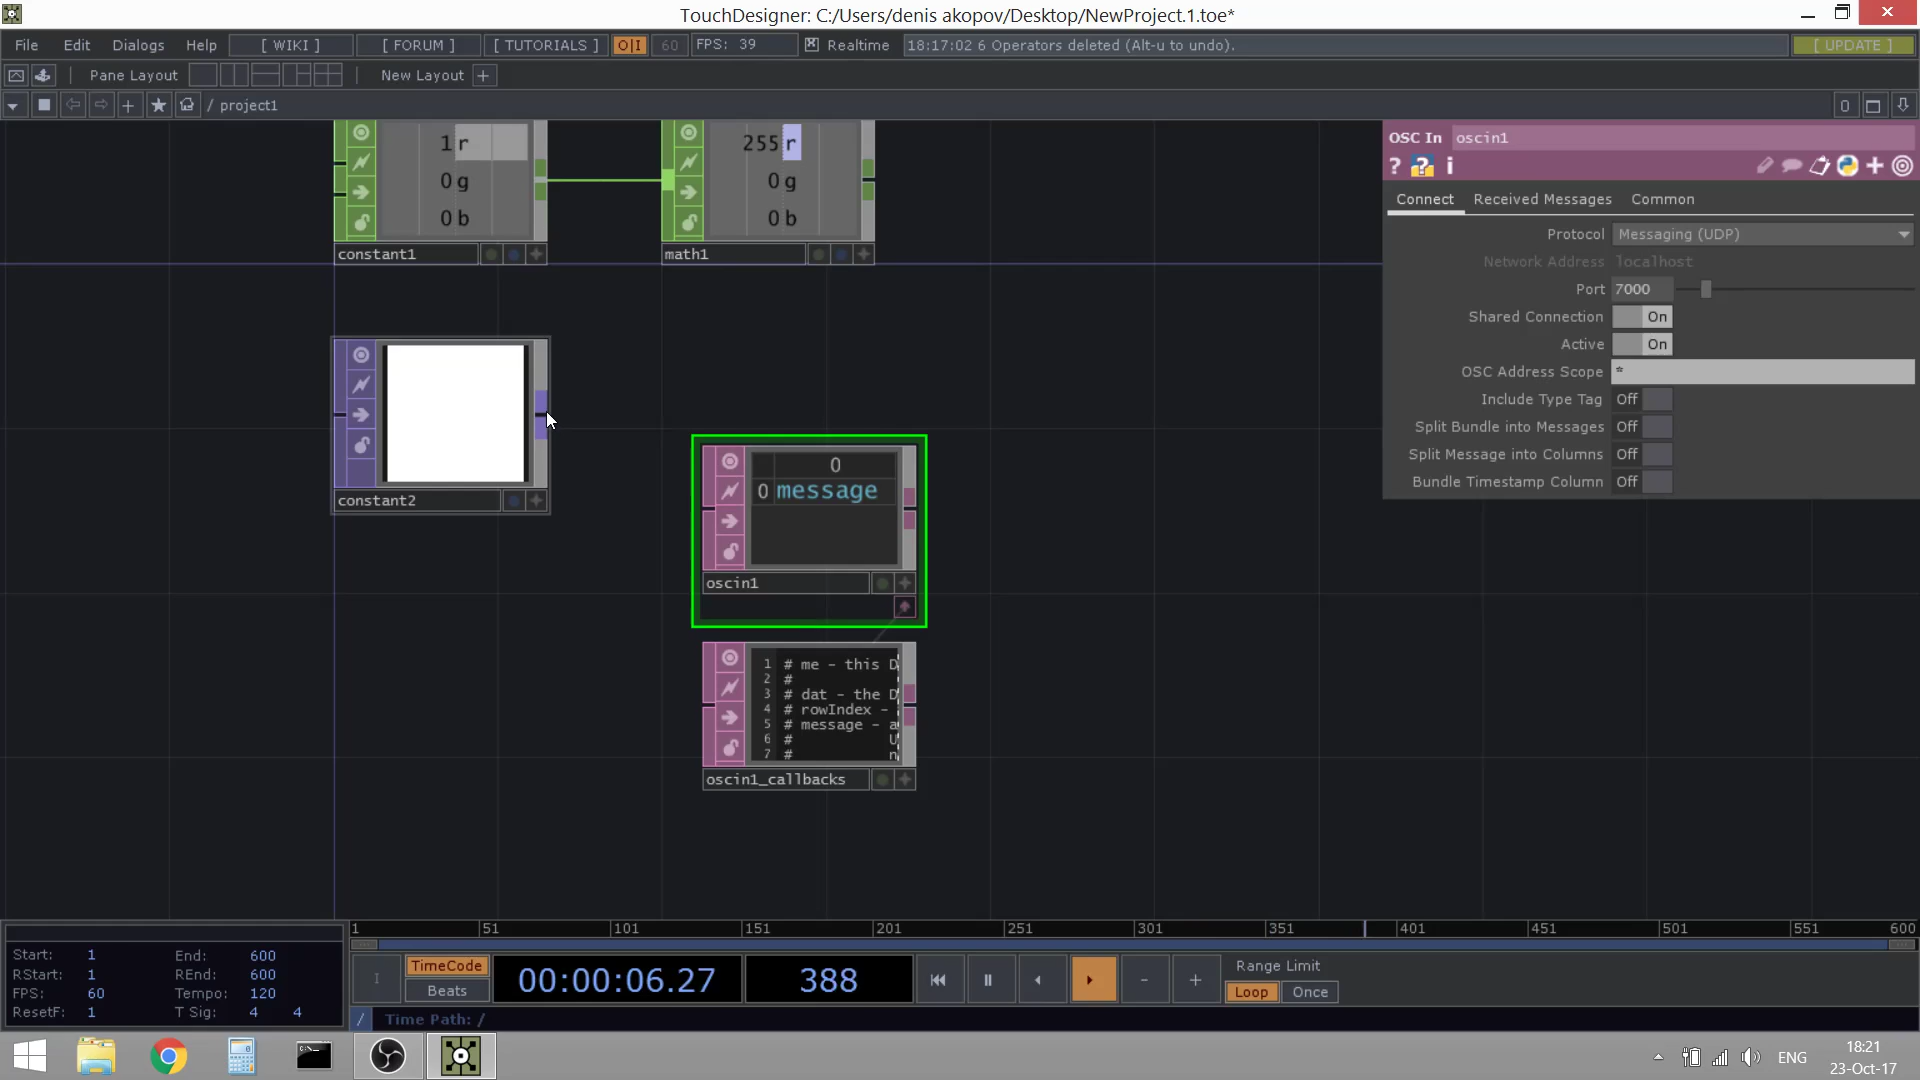 TouchDesigner: C:/Users/denis akopov/Desktop/NewProject.1.toe*
File Edit Dialogs Help [ WIKI ] [ FORUM ] [ TUTORIALS ] O|I 60 FPS: 39 Realtime 18:17:02 6 Operators deleted (Alt-u to undo). [ UPDATE ]
Pane Layout New Layout +
/ project1 0
1 r
0 g
0 b
constant1
255 r
0 g
0 b
math1
constant2
0
0 message
oscin1
1 # me - this D
2 #
3 # dat - the D
4 # rowIndex -
5 # message - a
6 # U
7 # n
oscin1_callbacks
OSC In oscin1
? ? i
Connect Received Messages Common
Protocol Messaging (UDP)
Network Address localhost
Port 7000
Shared Connection On
Active On
OSC Address Scope *
Include Type Tag Off
Split Bundle into Messages Off
Split Message into Columns Off
Bundle Timestamp Column Off
1 51 101 151 201 251 301 351 401 451 501 551 600
Start: 1 End: 600
RStart: 1 REnd: 600
FPS: 60 Tempo: 120
ResetF: 1 T Sig: 4 4
I TimeCode
Beats
00:00:06.27 388
- +
Range Limit
Loop Once
/ Time Path: /
ENG
18:21
23-Oct-17